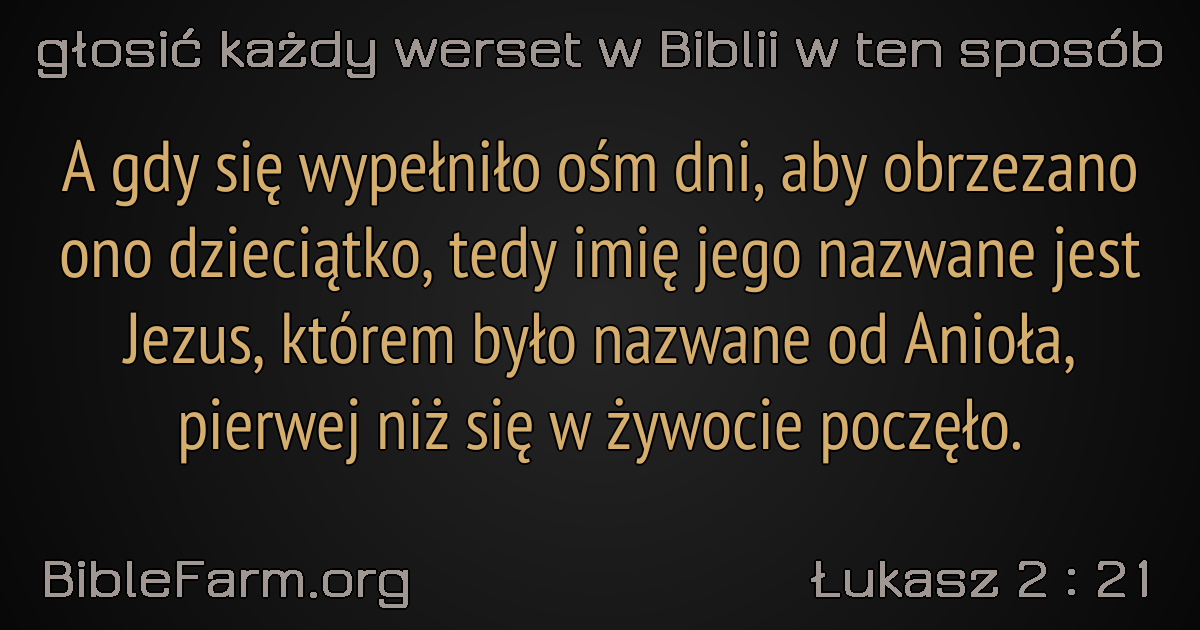 głosić każdy werset w Biblii w ten sposób
A gdy się wypełniło ośm dni, aby obrzezano
ono dzieciątko, tedy imię jego nazwane jest
Jezus, którem było nazwane od Anioła,
pierwej niż się w żywocie poczęło.
BibleFarm.org
Łukasz 2 : 21